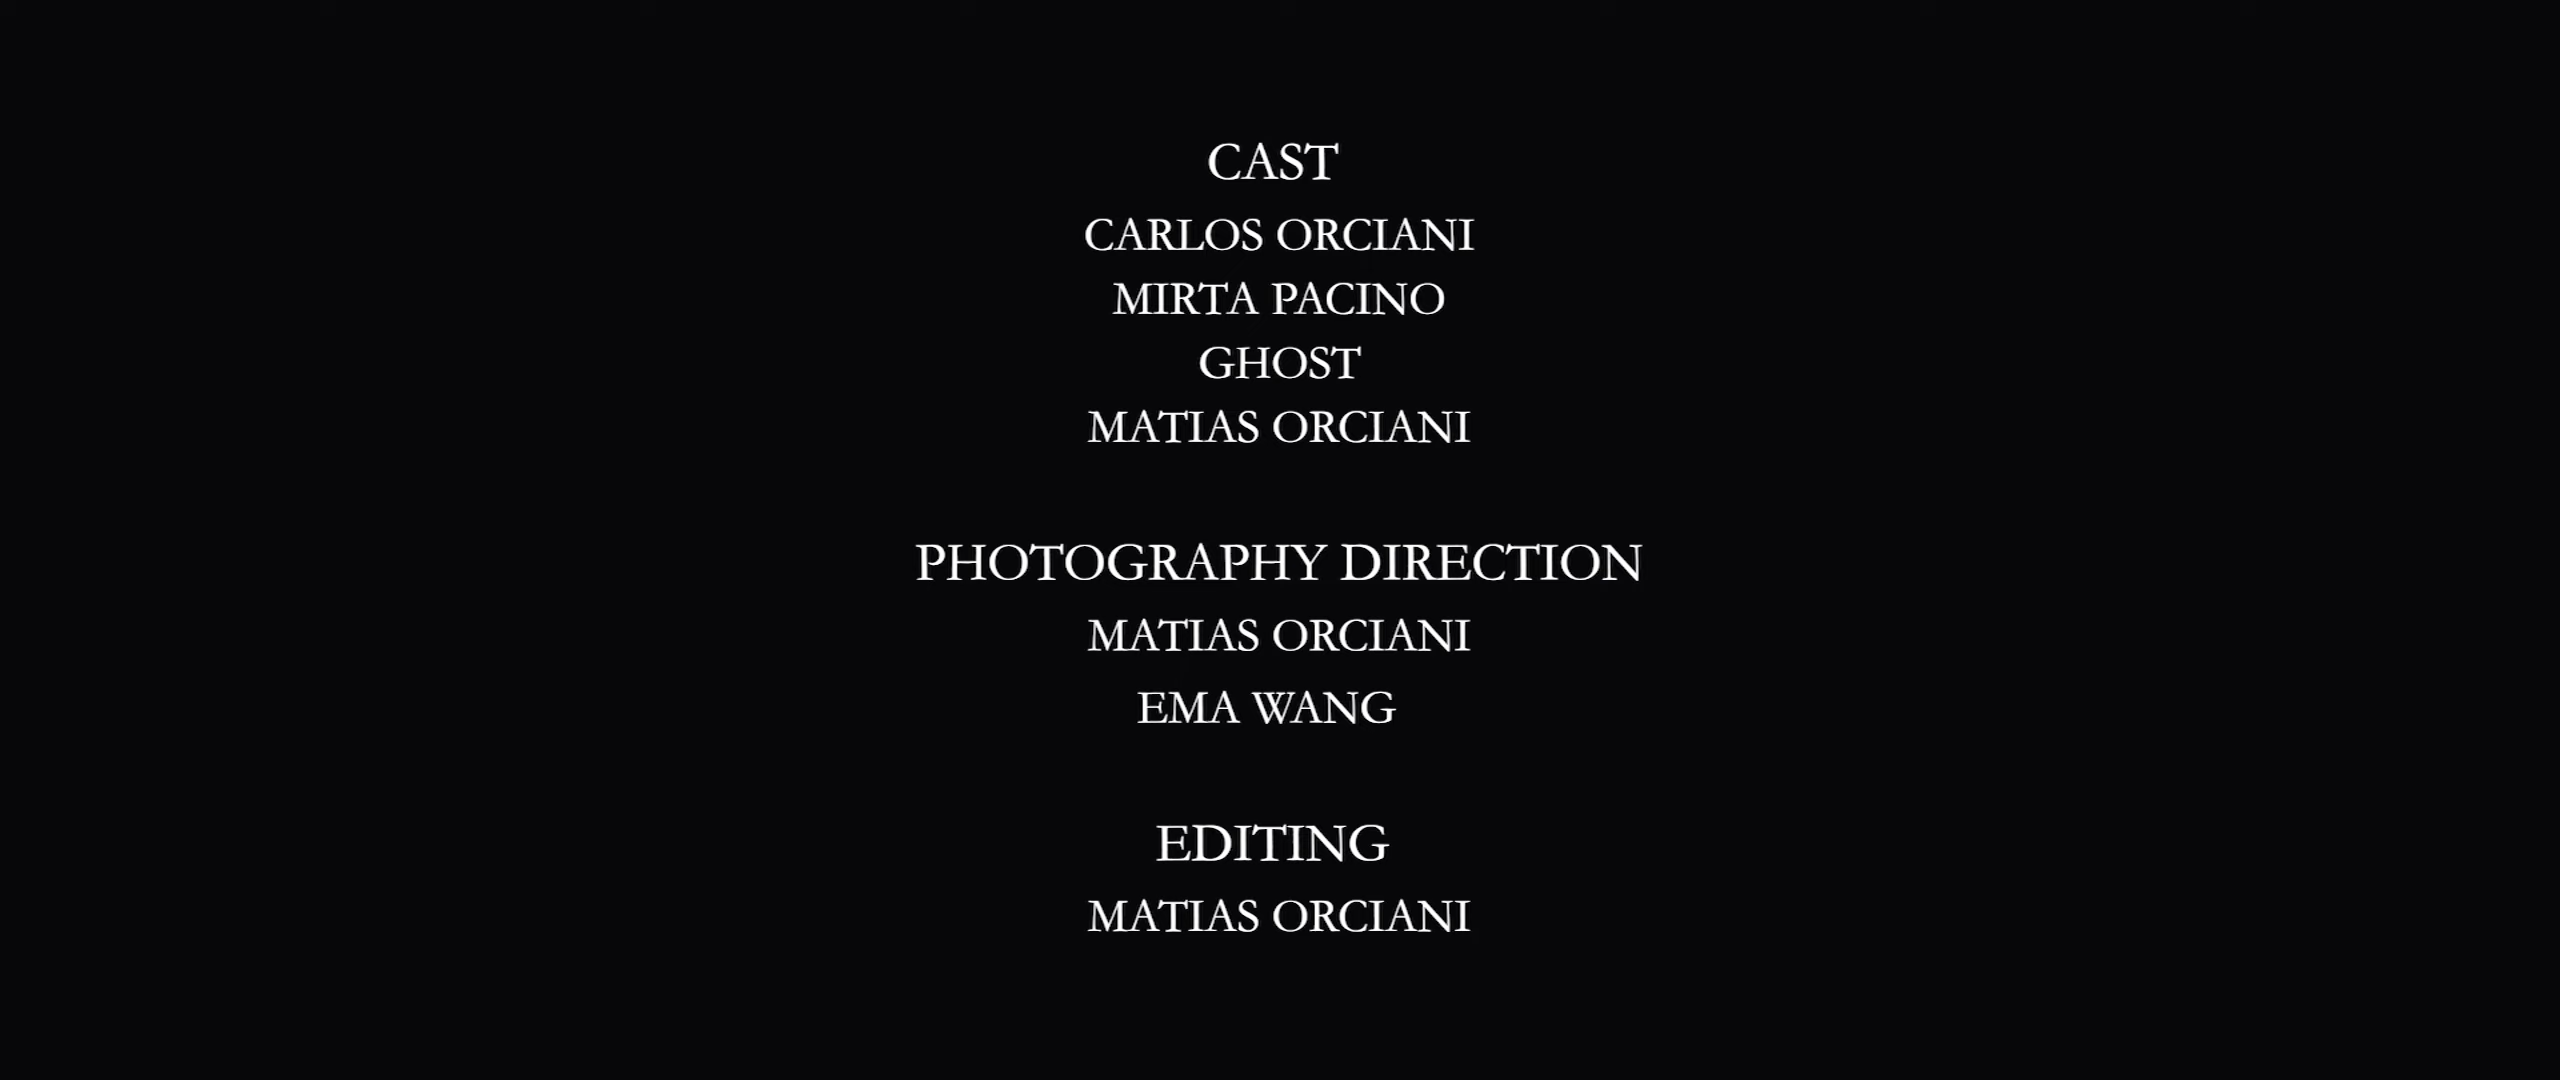 CAST
CARLOS ORCIANI
MIRTA PACINO
GHOST
MATIAS ORCIANI
PHOTOGRAPHY DIRECTION
MATIAS ORCIANI
EMA WANG
EDITING
MATIAS ORCIANI